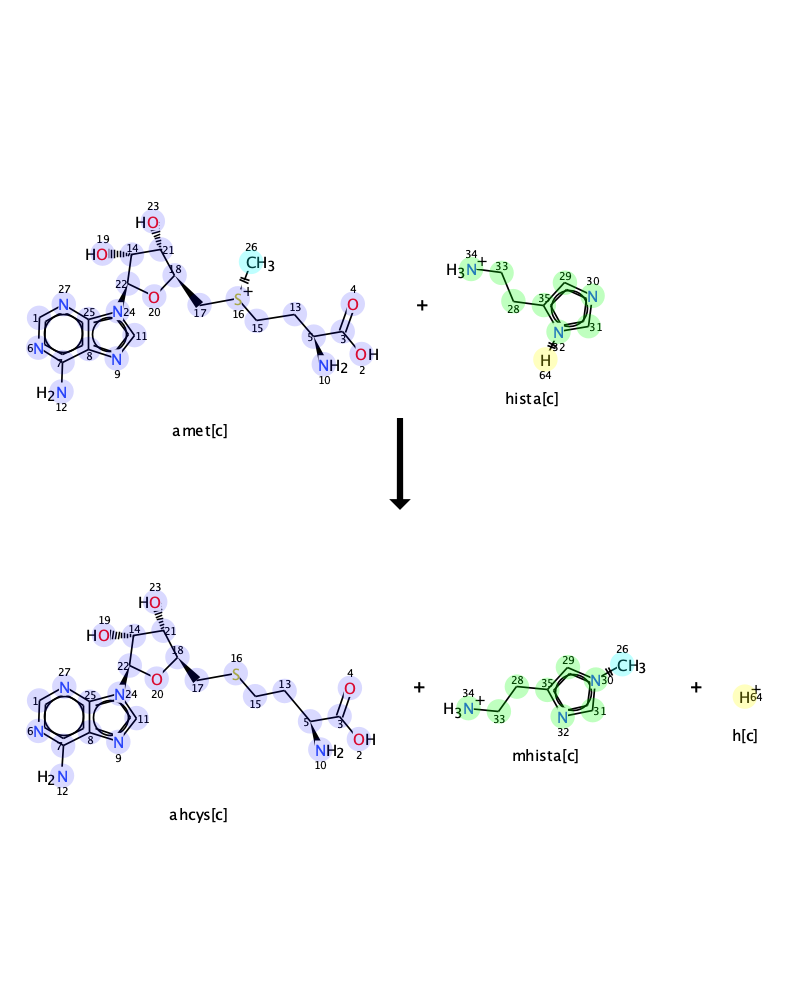 23
HO
19
HO
14
21
26
CH3
18
22
27
N
25
N
24
O
20
17
S
+
16
15
13
5
4
O
3
OH
2
NH2
10
1
6
N
7
8
11
N
9
H2N
12
amet[c]
+
34
H3N
+
33
28
35
29
30
N
31
N
32
H
64
hista[c]
23
HO
19
HO
14
21
18
22
27
N
25
N
24
O
20
17
S
16
15
13
5
4
O
3
OH
2
NH2
10
1
6
N
7
8
11
N
9
H2N
12
ahcys[c]
+
34
H3N
+
33
28
35
29
N
30
26
CH3
31
N
32
mhista[c]
+
H
+
64
h[c]